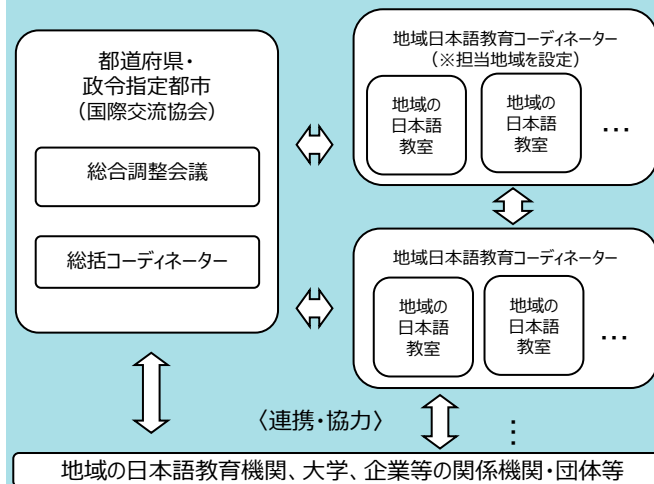 都道府県・
政令指定都市
（国際交流協会）
総合調整会議
総括コーディネーター
地域日本語教育コーディネーター
（※担当地域を設定）
地域の
日本語
教室
地域の
日本語
教室
…
地域日本語教育コーディネーター
地域の
日本語
教室
地域の
日本語
教室
…
〈連携・協力〉
⋮
地域の日本語教育機関、大学、企業等の関係機関・団体等